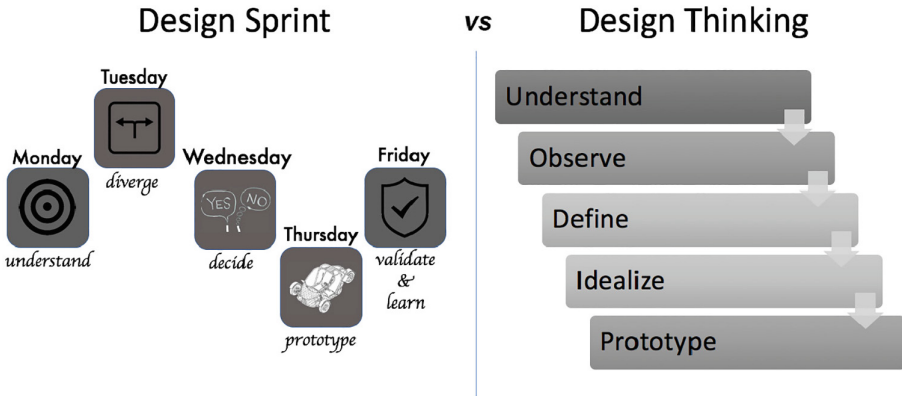 Design Sprint vs Design Thinking
Monday
understand
Tuesday
diverge
Wednesday
YES NO
decide
Thursday
prototype
Friday
validate
&
learn
Understand
Observe
Define
Idealize
Prototype